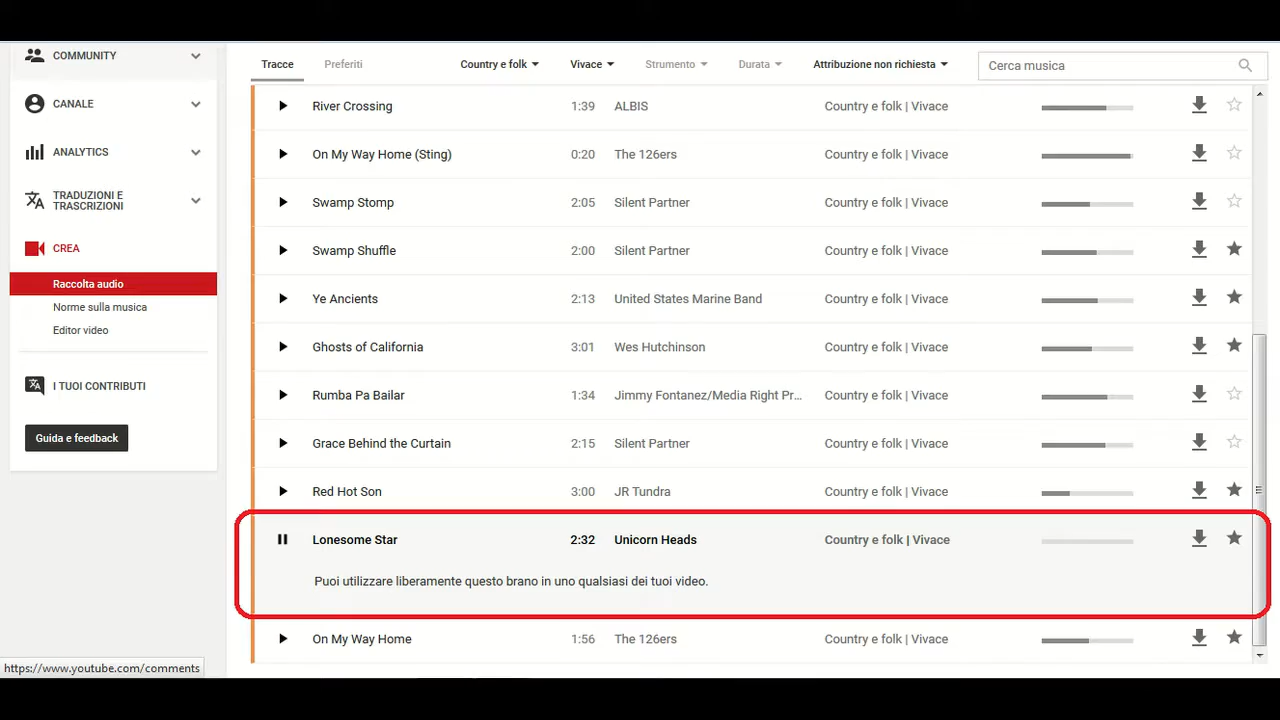 COMMUNITY
CANALE
ANALYTICS
TRADUZIONI E
TRASCRIZIONI
CREA
Raccolta audio
Norme sulla musica
Editor video
I TUOI CONTRIBUTI
Guida e feedback
https://www.youtube.com/comments
Tracce Preferiti Country e folk Vivace Strumento Durata Attribuzione non richiesta Cerca musica
River Crossing 1:39 ALBIS Country e folk | Vivace
On My Way Home (Sting) 0:20 The 126ers Country e folk | Vivace
Swamp Stomp 2:05 Silent Partner Country e folk | Vivace
Swamp Shuffle 2:00 Silent Partner Country e folk | Vivace
Ye Ancients 2:13 United States Marine Band Country e folk | Vivace
Ghosts of California 3:01 Wes Hutchinson Country e folk | Vivace
Rumba Pa Bailar 1:34 Jimmy Fontanez/Media Right Pr... Country e folk | Vivace
Grace Behind the Curtain 2:15 Silent Partner Country e folk | Vivace
Red Hot Son 3:00 JR Tundra Country e folk | Vivace
Lonesome Star 2:32 Unicorn Heads Country e folk | Vivace
Puoi utilizzare liberamente questo brano in uno qualsiasi dei tuoi video.
On My Way Home 1:56 The 126ers Country e folk | Vivace